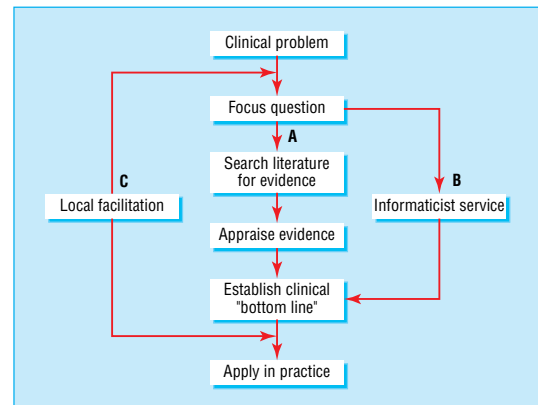 Clinical problem
Focus question
A
Search literature
for evidence
C
B
Local facilitation
Informaticist service
Appraise evidence
Establish clinical
"bottom line"
Apply in practice